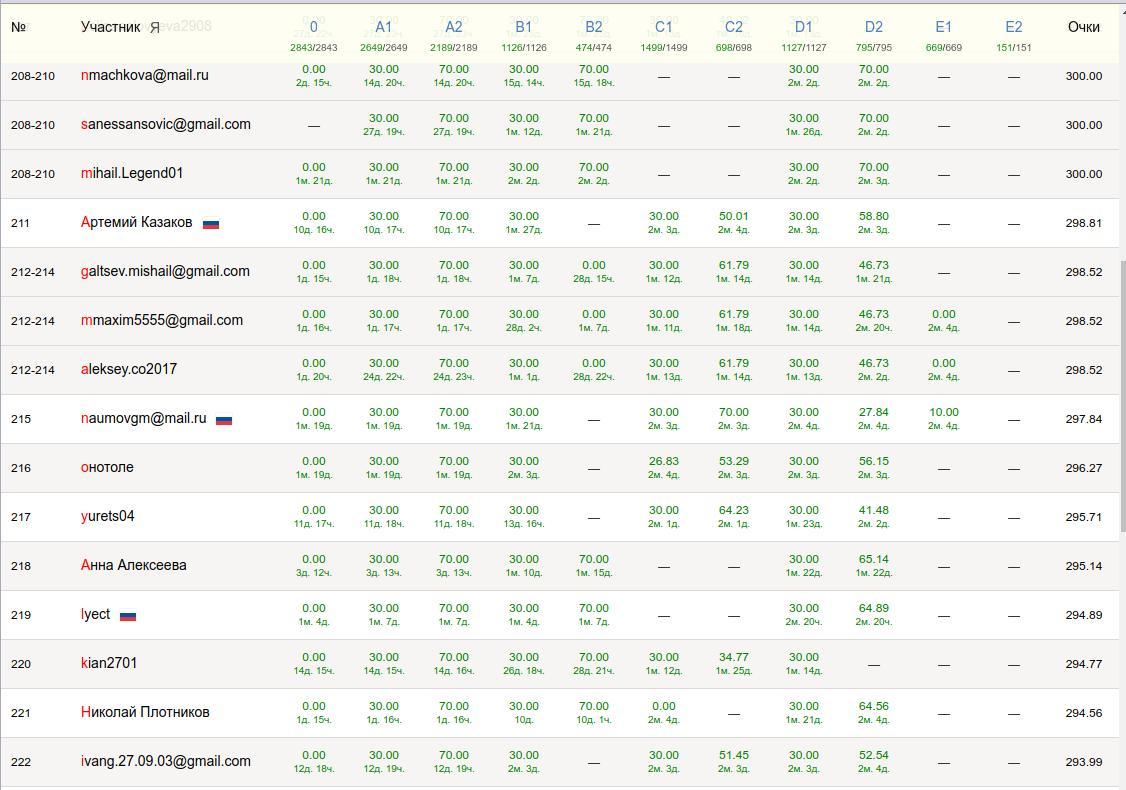 № Участник Я 0 A1 A2 B1 B2 C1 C2 D1 D2 E1 E2 Очки
2843/2843 2649/2649 2189/2189 1126/1126 474/474 1499/1499 698/698 1127/1127 795/795 669/669 151/151
208-210 nmachkova@mail.ru 0.00 30.00 70.00 30.00 70.00 — — 30.00 70.00 — — 300.00
2д. 15ч. 14д. 20ч. 14д. 20ч. 15д. 14ч. 15д. 18ч. 2м. 2д. 2м. 2д.
208-210 sanessansovic@gmail.com — 30.00 70.00 30.00 70.00 — — 30.00 70.00 — — 300.00
27д. 19ч. 27д. 19ч. 1м. 12д. 1м. 21д. 1м. 26д. 2м. 2д.
208-210 mihail.Legend01 0.00 30.00 70.00 30.00 70.00 — — 30.00 70.00 — — 300.00
1м. 21д. 1м. 21д. 1м. 21д. 2м. 2д. 2м. 2д. 2м. 2д. 2м. 3д.
211 Артемий Казаков 0.00 30.00 70.00 30.00 — 30.00 50.01 30.00 58.80 — — 298.81
10д. 16ч. 10д. 17ч. 10д. 17ч. 1м. 27д. 2м. 3д. 2м. 4д. 2м. 3д. 2м. 3д.
212-214 galtsev.mishail@gmail.com 0.00 30.00 70.00 30.00 0.00 30.00 61.79 30.00 46.73 — — 298.52
1д. 15ч. 1д. 18ч. 1д. 18ч. 1м. 7д. 28д. 15ч. 1м. 12д. 1м. 14д. 1м. 14д. 1м. 21д.
212-214 mmaxim5555@gmail.com 0.00 30.00 70.00 30.00 0.00 30.00 61.79 30.00 46.73 0.00 — 298.52
1д. 16ч. 1д. 17ч. 1д. 17ч. 28д. 2ч. 1м. 7д. 1м. 11д. 1м. 18д. 1м. 14д. 2м. 20ч. 2м. 4д.
212-214 aleksey.co2017 0.00 30.00 70.00 30.00 0.00 30.00 61.79 30.00 46.73 0.00 — 298.52
1д. 20ч. 24д. 22ч. 24д. 23ч. 1м. 1д. 28д. 22ч. 1м. 13д. 1м. 14д. 1м. 13д. 2м. 2д. 2м. 4д.
215 naumovgm@mail.ru 0.00 30.00 70.00 30.00 — 30.00 70.00 30.00 27.84 10.00 — 297.84
1м. 19д. 1м. 19д. 1м. 19д. 1м. 21д. 2м. 3д. 2м. 3д. 2м. 4д. 2м. 4д. 2м. 4д.
216 онотоле 0.00 30.00 70.00 30.00 — 26.83 53.29 30.00 56.15 — — 296.27
1м. 19д. 1м. 19д. 1м. 19д. 2м. 3д. 2м. 4д. 2м. 3д. 2м. 3д. 2м. 3д.
217 yurets04 0.00 30.00 70.00 30.00 — 30.00 64.23 30.00 41.48 — — 295.71
11д. 17ч. 11д. 18ч. 11д. 18ч. 13д. 16ч. 2м. 1д. 2м. 1д. 1м. 23д. 2м. 2д.
218 Анна Алексеева 0.00 30.00 70.00 30.00 70.00 — — 30.00 65.14 — — 295.14
3д. 12ч. 3д. 13ч. 3д. 13ч. 1м. 10д. 1м. 15д. 1м. 22д. 1м. 22д.
219 lyect 0.00 30.00 70.00 30.00 70.00 — — 30.00 64.89 — — 294.89
1м. 4д. 1м. 7д. 1м. 7д. 1м. 4д. 1м. 7д. 2м. 20ч. 2м. 20ч.
220 kian2701 0.00 30.00 70.00 30.00 70.00 30.00 34.77 30.00 — — — 294.77
14д. 15ч. 14д. 15ч. 14д. 16ч. 26д. 18ч. 28д. 21ч. 1м. 12д. 1м. 25д. 1м. 14д.
221 Николай Плотников 0.00 30.00 70.00 30.00 70.00 0.00 — 30.00 64.56 — — 294.56
1д. 15ч. 1д. 16ч. 1д. 16ч. 10д. 10д. 1ч. 2м. 4д. 1м. 21д. 2м. 4д.
222 ivang.27.09.03@gmail.com 0.00 30.00 70.00 30.00 — 30.00 51.45 30.00 52.54 — — 293.99
12д. 18ч. 12д. 19ч. 12д. 19ч. 2м. 3д. 2м. 3д. 2м. 3д. 2м. 3д. 2м. 4д.